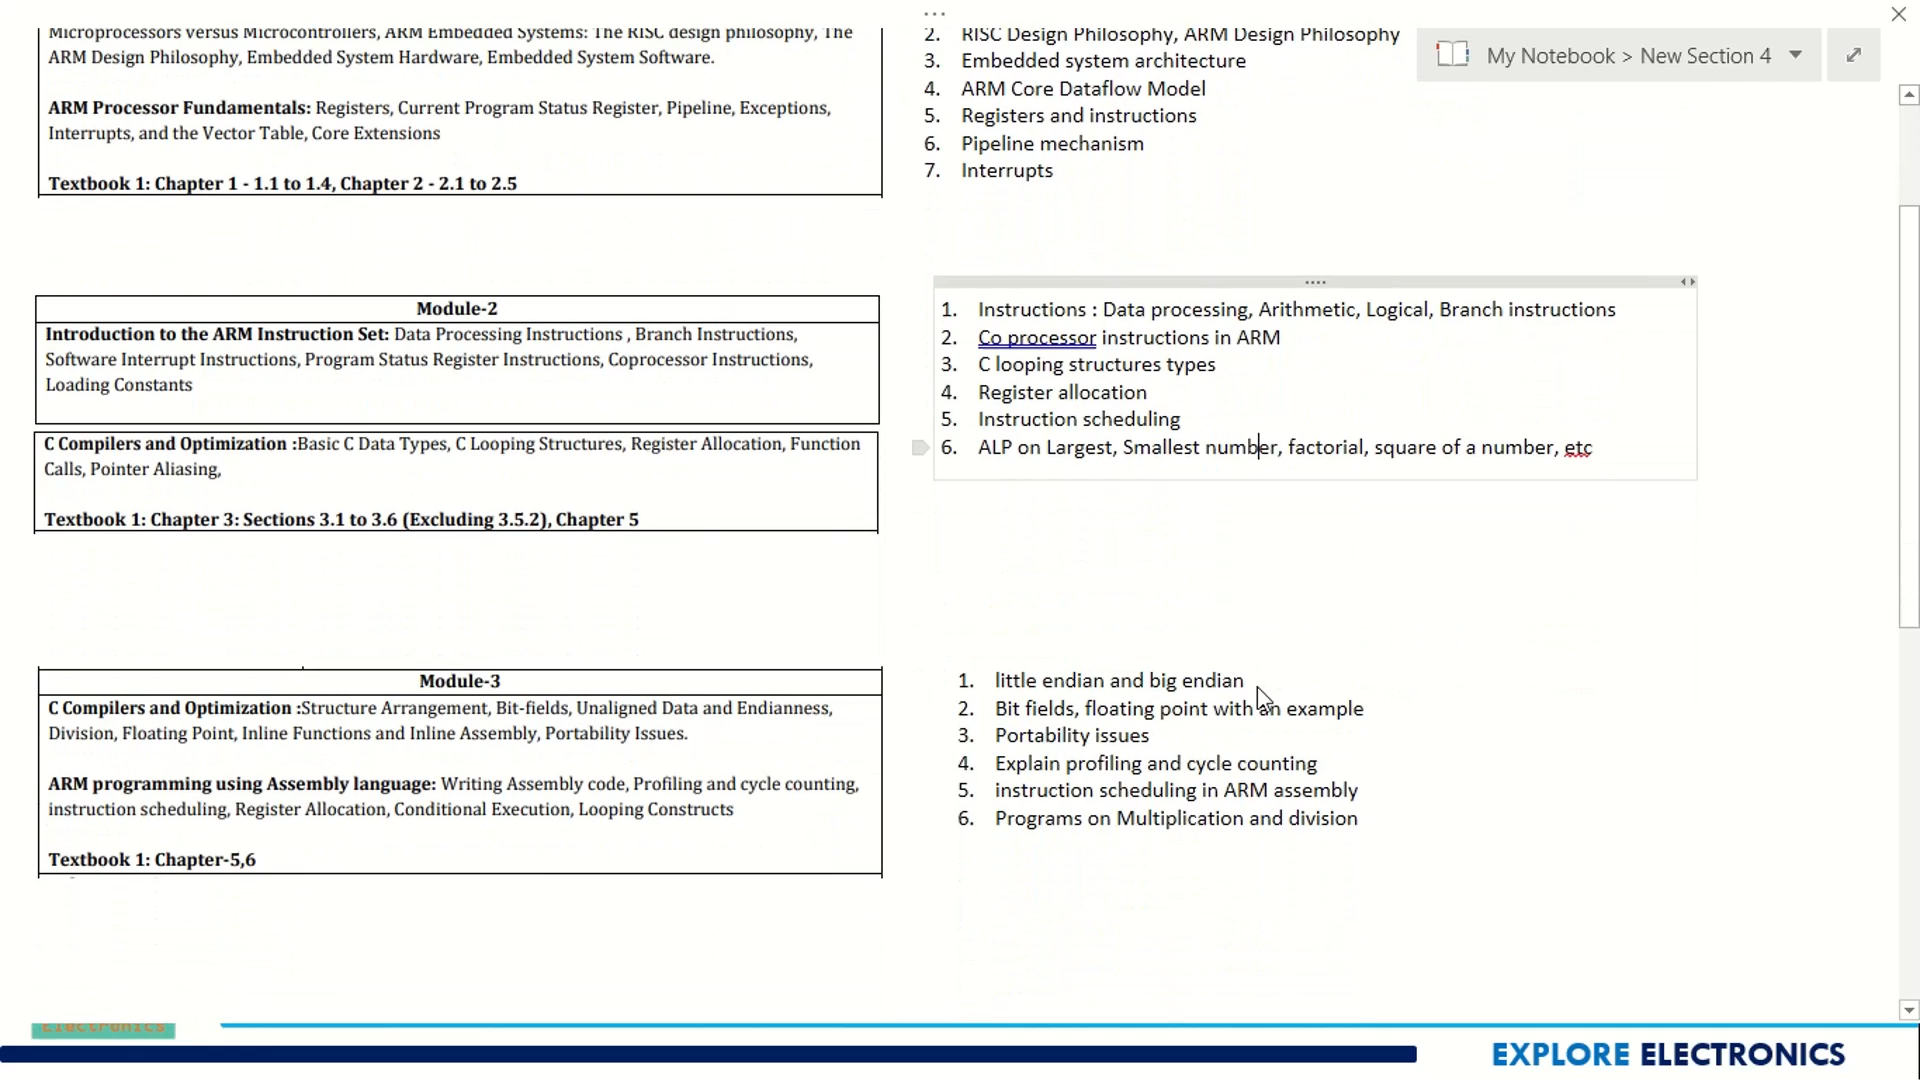 Microprocessors versus Microcontrollers, ARM Embedded Systems: The RISC design philosophy, The
ARM Design Philosophy, Embedded System Hardware, Embedded System Software.
ARM Processor Fundamentals: Registers, Current Program Status Register, Pipeline, Exceptions,
Interrupts, and the Vector Table, Core Extensions
Textbook 1: Chapter 1 - 1.1 to 1.4, Chapter 2 - 2.1 to 2.5
2. RISC Design Philosophy, ARM Design Philosophy
3. Embedded system architecture
4. ARM Core Dataflow Model
5. Registers and instructions
6. Pipeline mechanism
7. Interrupts
My Notebook > New Section 4
Module-2
Introduction to the ARM Instruction Set: Data Processing Instructions , Branch Instructions,
Software Interrupt Instructions, Program Status Register Instructions, Coprocessor Instructions,
Loading Constants
C Compilers and Optimization :Basic C Data Types, C Looping Structures, Register Allocation, Function
Calls, Pointer Aliasing,
Textbook 1: Chapter 3: Sections 3.1 to 3.6 (Excluding 3.5.2), Chapter 5
1. Instructions : Data processing, Arithmetic, Logical, Branch instructions
2. Co processor instructions in ARM
3. C looping structures types
4. Register allocation
5. Instruction scheduling
6. ALP on Largest, Smallest number, factorial, square of a number, etc
Module-3
C Compilers and Optimization :Structure Arrangement, Bit-fields, Unaligned Data and Endianness,
Division, Floating Point, Inline Functions and Inline Assembly, Portability Issues.
ARM programming using Assembly language: Writing Assembly code, Profiling and cycle counting,
instruction scheduling, Register Allocation, Conditional Execution, Looping Constructs
Textbook 1: Chapter-5,6
1. little endian and big endian
2. Bit fields, floating point with an example
3. Portability issues
4. Explain profiling and cycle counting
5. instruction scheduling in ARM assembly
6. Programs on Multiplication and division
Electronics
EXPLORE ELECTRONICS